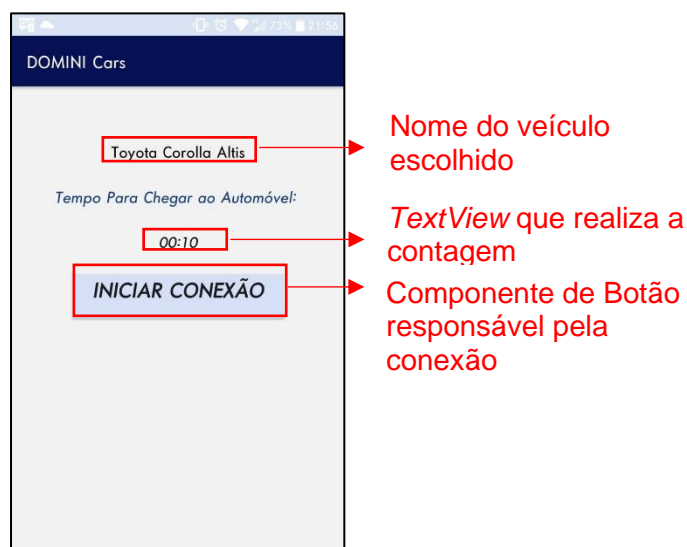 73% 21:56
DOMINI Cars
Toyota Corolla Altis
Tempo Para Chegar ao Automóvel:
00:10
INICIAR CONEXÃO
Nome do veículo
escolhido
TextView que realiza a
contagem
Componente de Botão
responsável pela
conexão